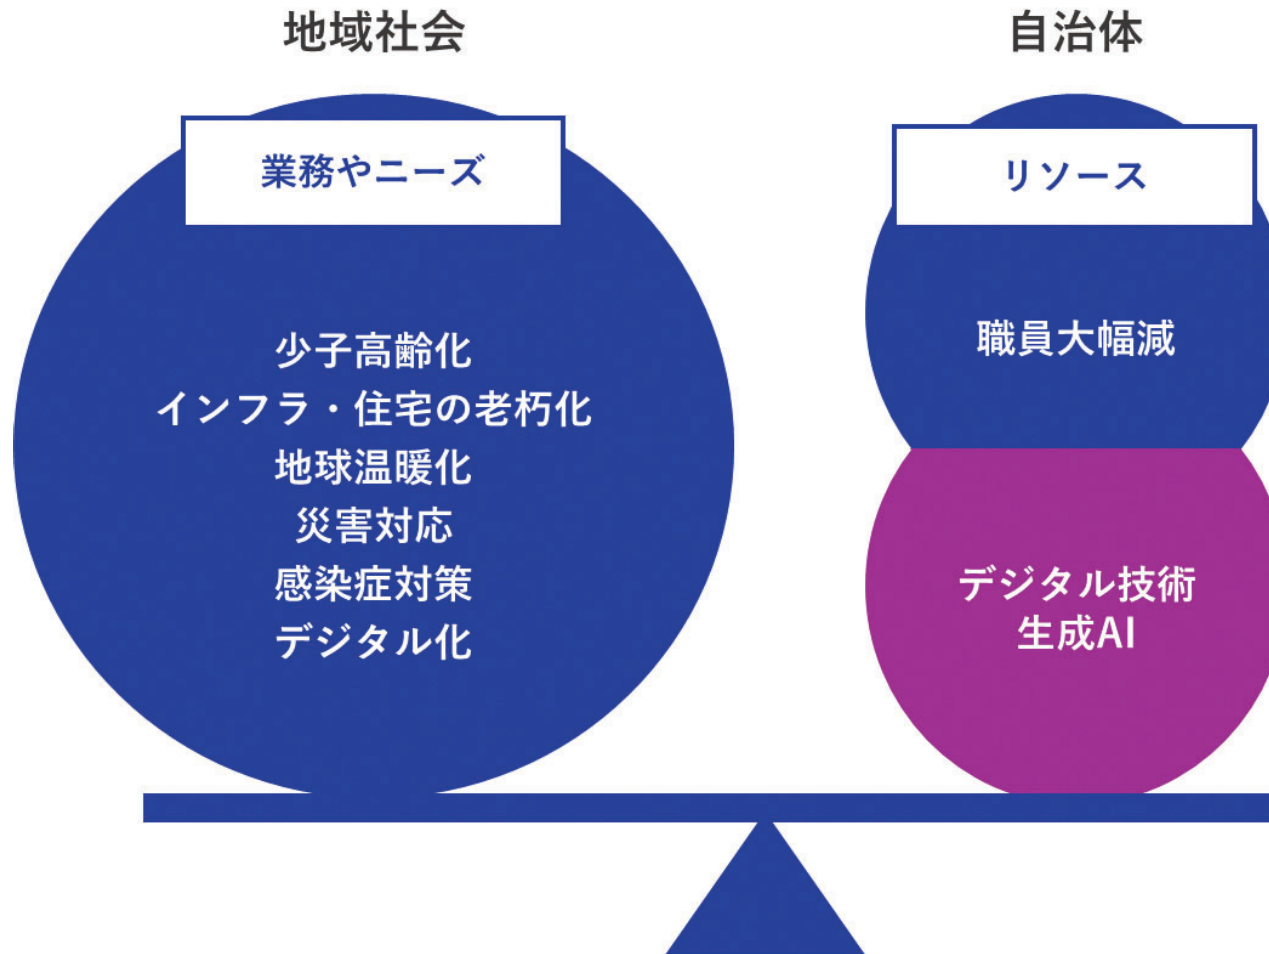 地域社会
業務やニーズ
少子高齢化
インフラ・住宅の老朽化
地球温暖化
災害対応
感染症対策
デジタル化
自治体
リソース
職員大幅減
デジタル技術
生成AI